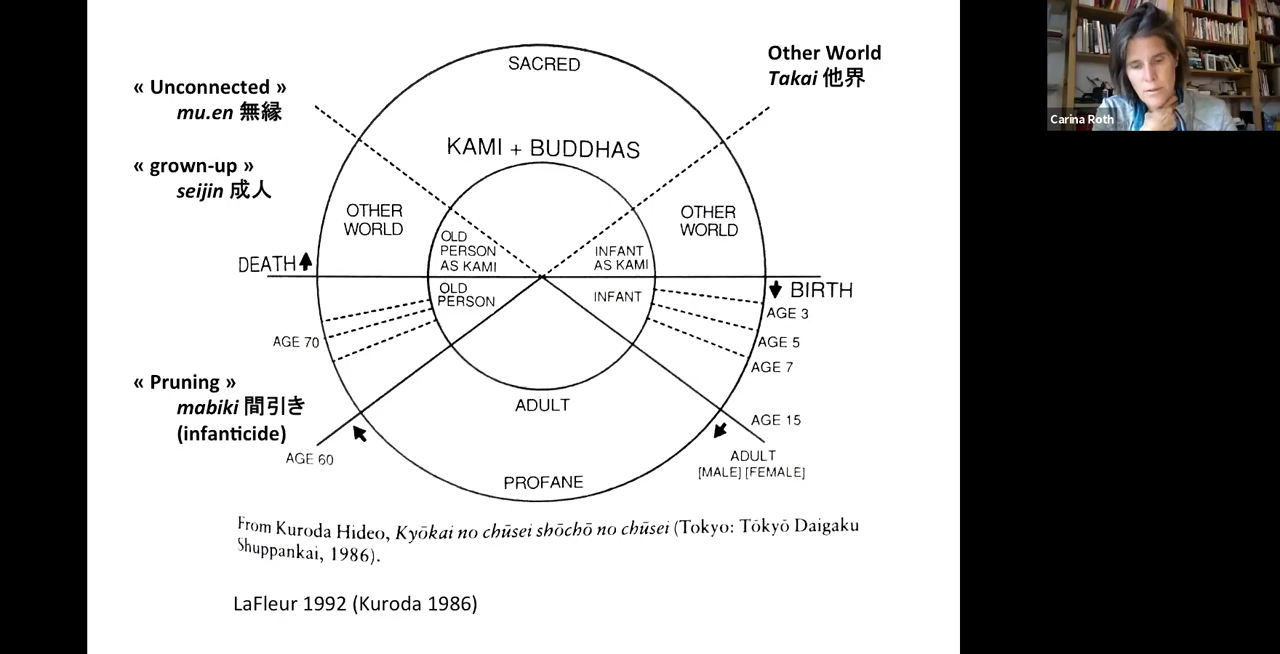 « Unconnected »
mu.en 無縁
« grown-up »
seijin 成人
Other World
Takai 他界
Carina Roth
SACRED
KAMI + BUDDHAS
OTHER
WORLD
OLD
PERSON
AS KAMI
INFANT
AS KAMI
OTHER
WORLD
DEATH
BIRTH
OLD
PERSON
INFANT
AGE 3
AGE 5
AGE 7
AGE 70
« Pruning »
mabiki 間引き
(infanticide)
ADULT
AGE 15
AGE 60
ADULT
[MALE] [FEMALE]
PROFANE
From Kuroda Hideo, Kyōkai no chūsei shōchō no chūsei (Tokyo: Tōkyō Daigaku
Shuppankai, 1986).
LaFleur 1992 (Kuroda 1986)